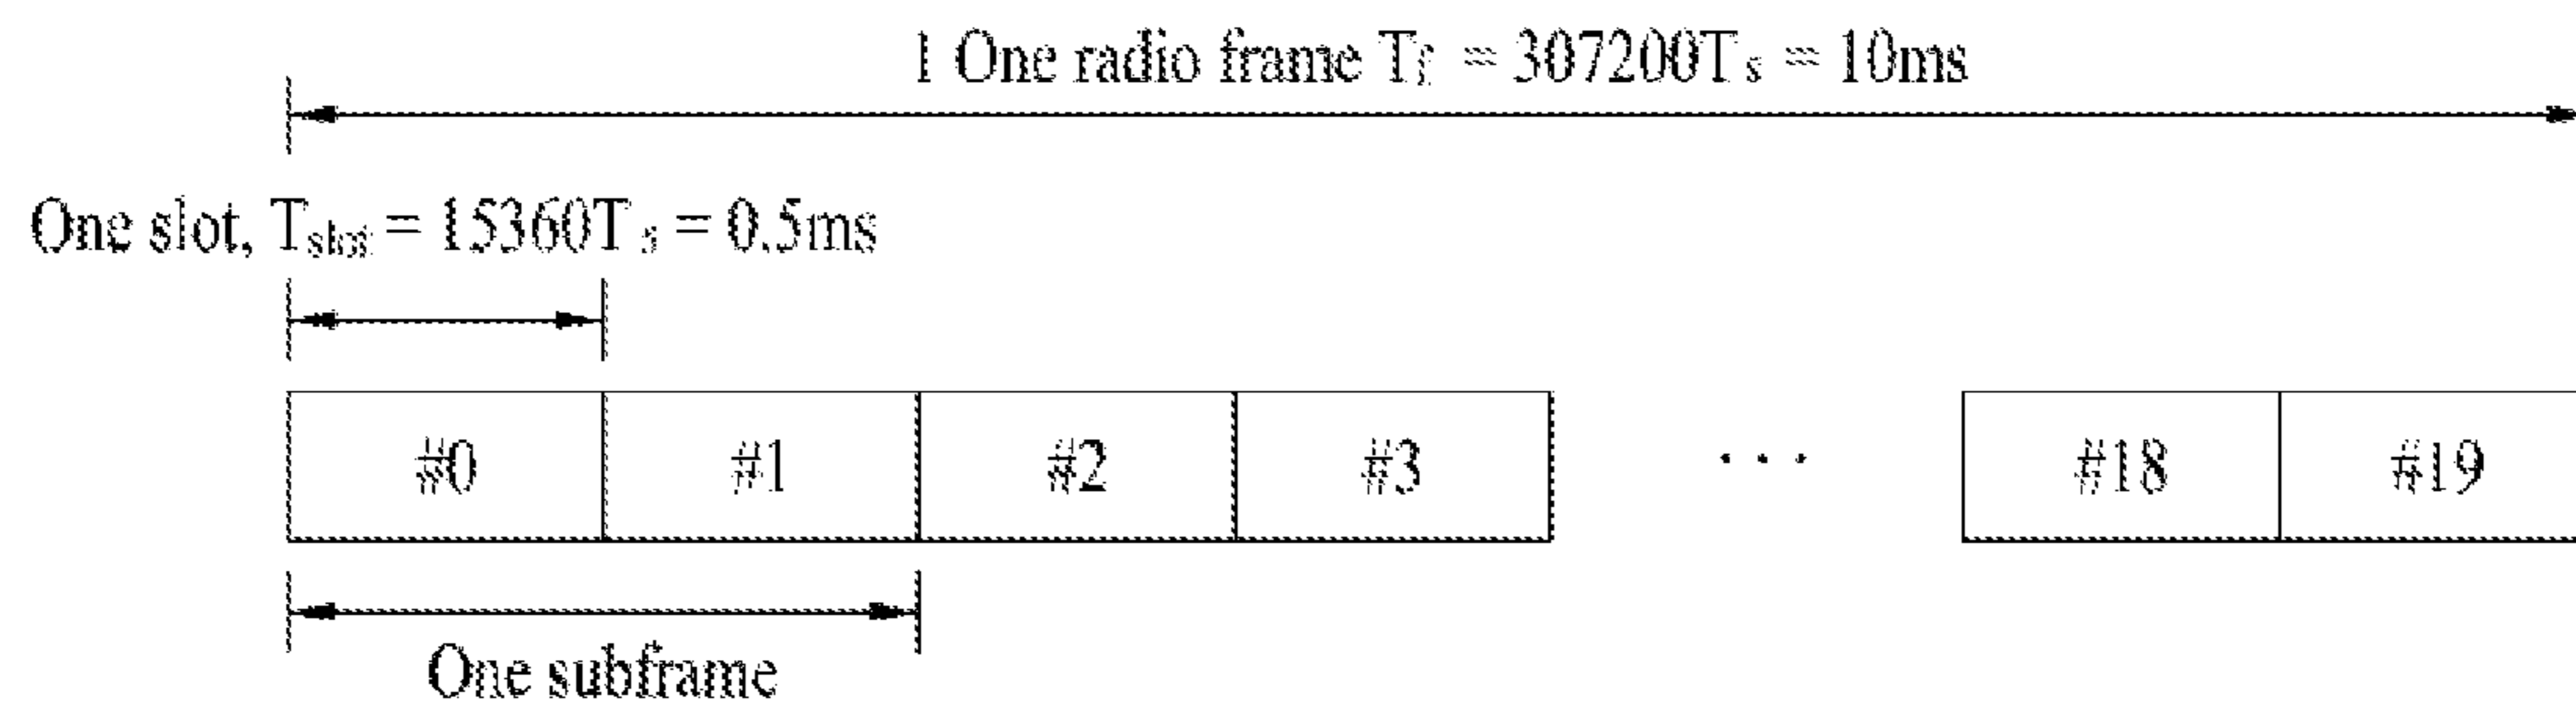 1 One radio frame Tf = 307200Ts = 10ms
One slot, Tslot = 15360Ts = 0.5ms
#0 #1 #2 #3 ··· #18 #19
One subframe